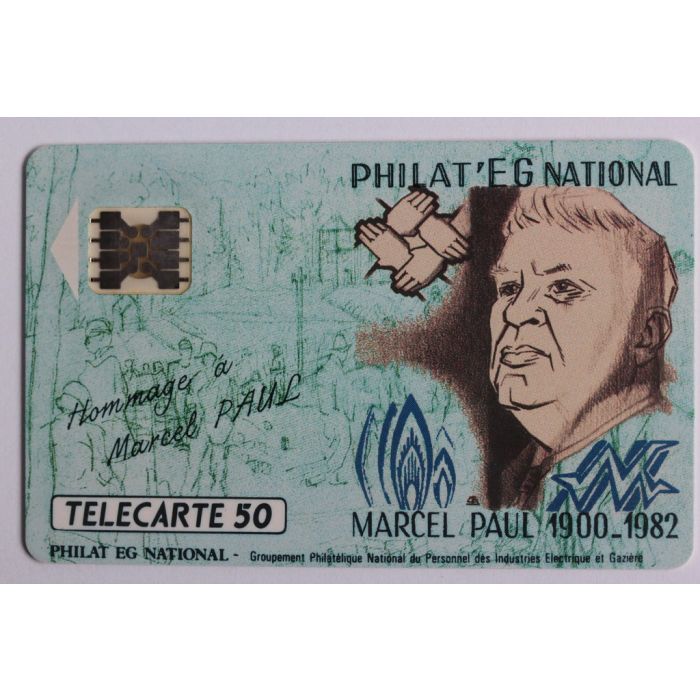 PHILAT'EG NATIONAL
Hommage à
Marcel PAUL
TELECARTE 50
MARCEL PAUL 1900_1982
PHILAT EG NATIONAL - Groupement Philatélique National du Personnel des Industries Electrique et Gazière